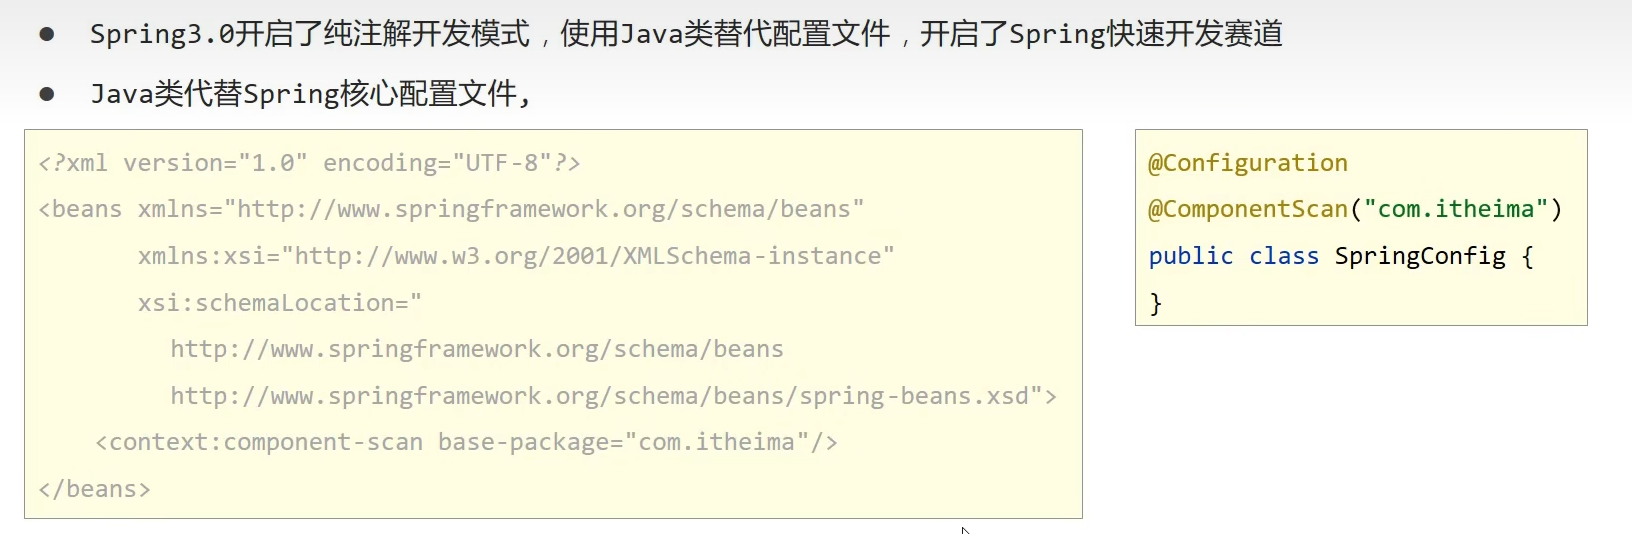 ● Spring3.0开启了纯注解开发模式，使用Java类替代配置文件，开启了Spring快速开发赛道
● Java类代替Spring核心配置文件,
<?xml version="1.0" encoding="UTF-8"?>
<beans xmlns="http://www.springframework.org/schema/beans"
xmlns:xsi="http://www.w3.org/2001/XMLSchema-instance"
xsi:schemaLocation="
http://www.springframework.org/schema/beans
http://www.springframework.org/schema/beans/spring-beans.xsd">
<context:component-scan base-package="com.itheima"/>
</beans>
@Configuration
@ComponentScan("com.itheima")
public class SpringConfig {
}